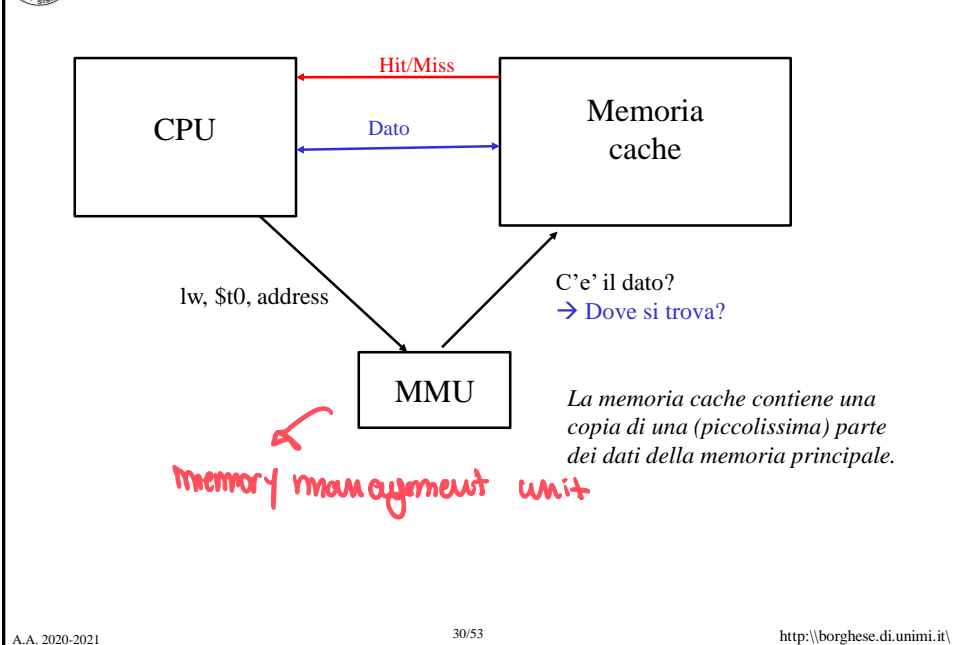 Hit/Miss
CPU
Dato
Memoria
cache
lw, $t0, address
C'e' il dato?
→ Dove si trova?
MMU
La memoria cache contiene una
copia di una (piccolissima) parte
dei dati della memoria principale.
memory management unit
A.A. 2020-2021
30/53
http:\\borghese.di.unimi.it\